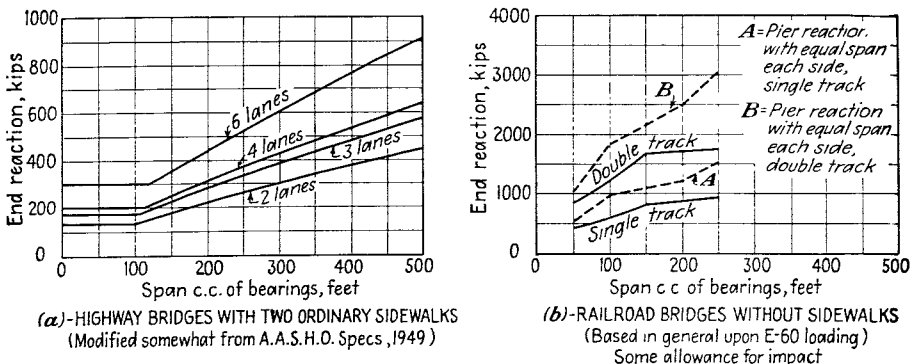 1000
800
600
400
200
0
End reaction, kips
6 lanes
4 lanes
3 lanes
2 lanes
0 100 200 300 400 500
Span c.c. of bearings, feet
(a)-HIGHWAY BRIDGES WITH TWO ORDINARY SIDEWALKS
(Modified somewhat from A.A.S.H.O. Specs., 1949)
4000
3000
2000
1000
0
End reaction, kips
B
Double track
A
Single track
0 100 200 300 400 500
Span c c of bearings, feet
A=Pier reaction
with equal span
each side,
single track
B=Pier reaction
with equal span
each side,
double track
(b)-RAILROAD BRIDGES WITHOUT SIDEWALKS
(Based in general upon E-60 loading)
Some allowance for impact